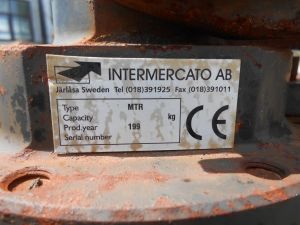 INTERMERCATO AB
Järlåsa Sweden Tel (018)391925 Fax (018)391011
Type MTR
Capacity kg
Prod.year 199
Serial number
CE